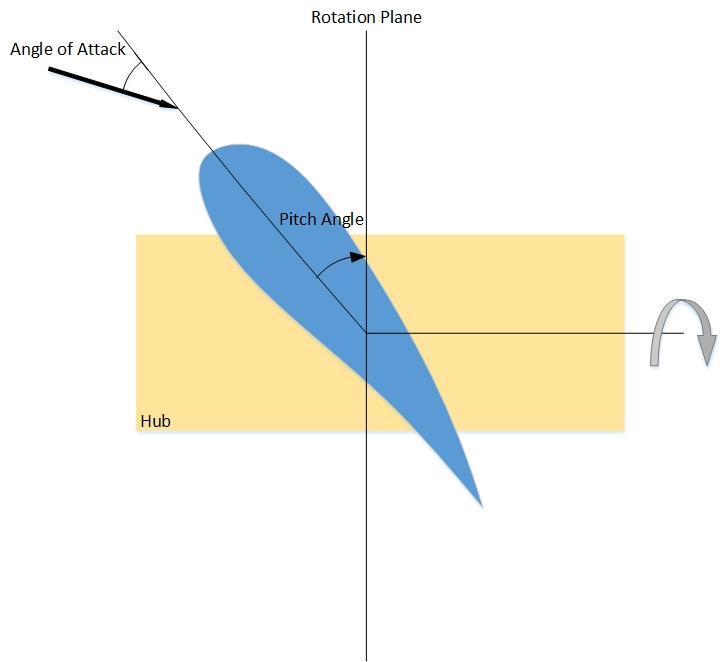 Rotation Plane
Angle of Attack
Pitch Angle
Hub